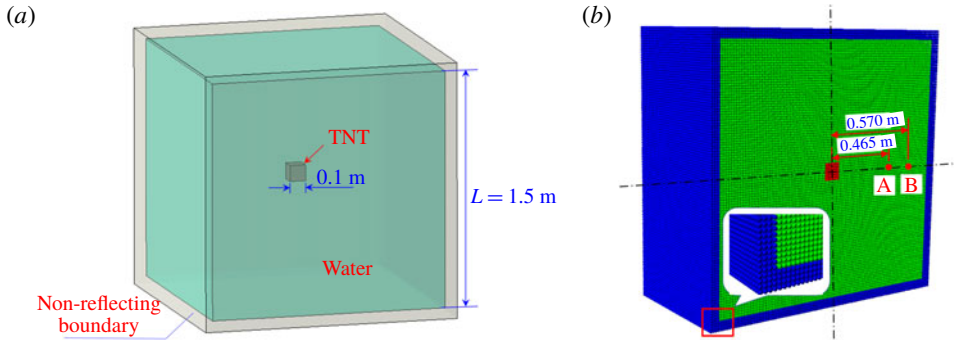 (a)
TNT
0.1 m
L = 1.5 m
Water
Non-reflecting
boundary
(b)
0.570 m
0.465 m
A B